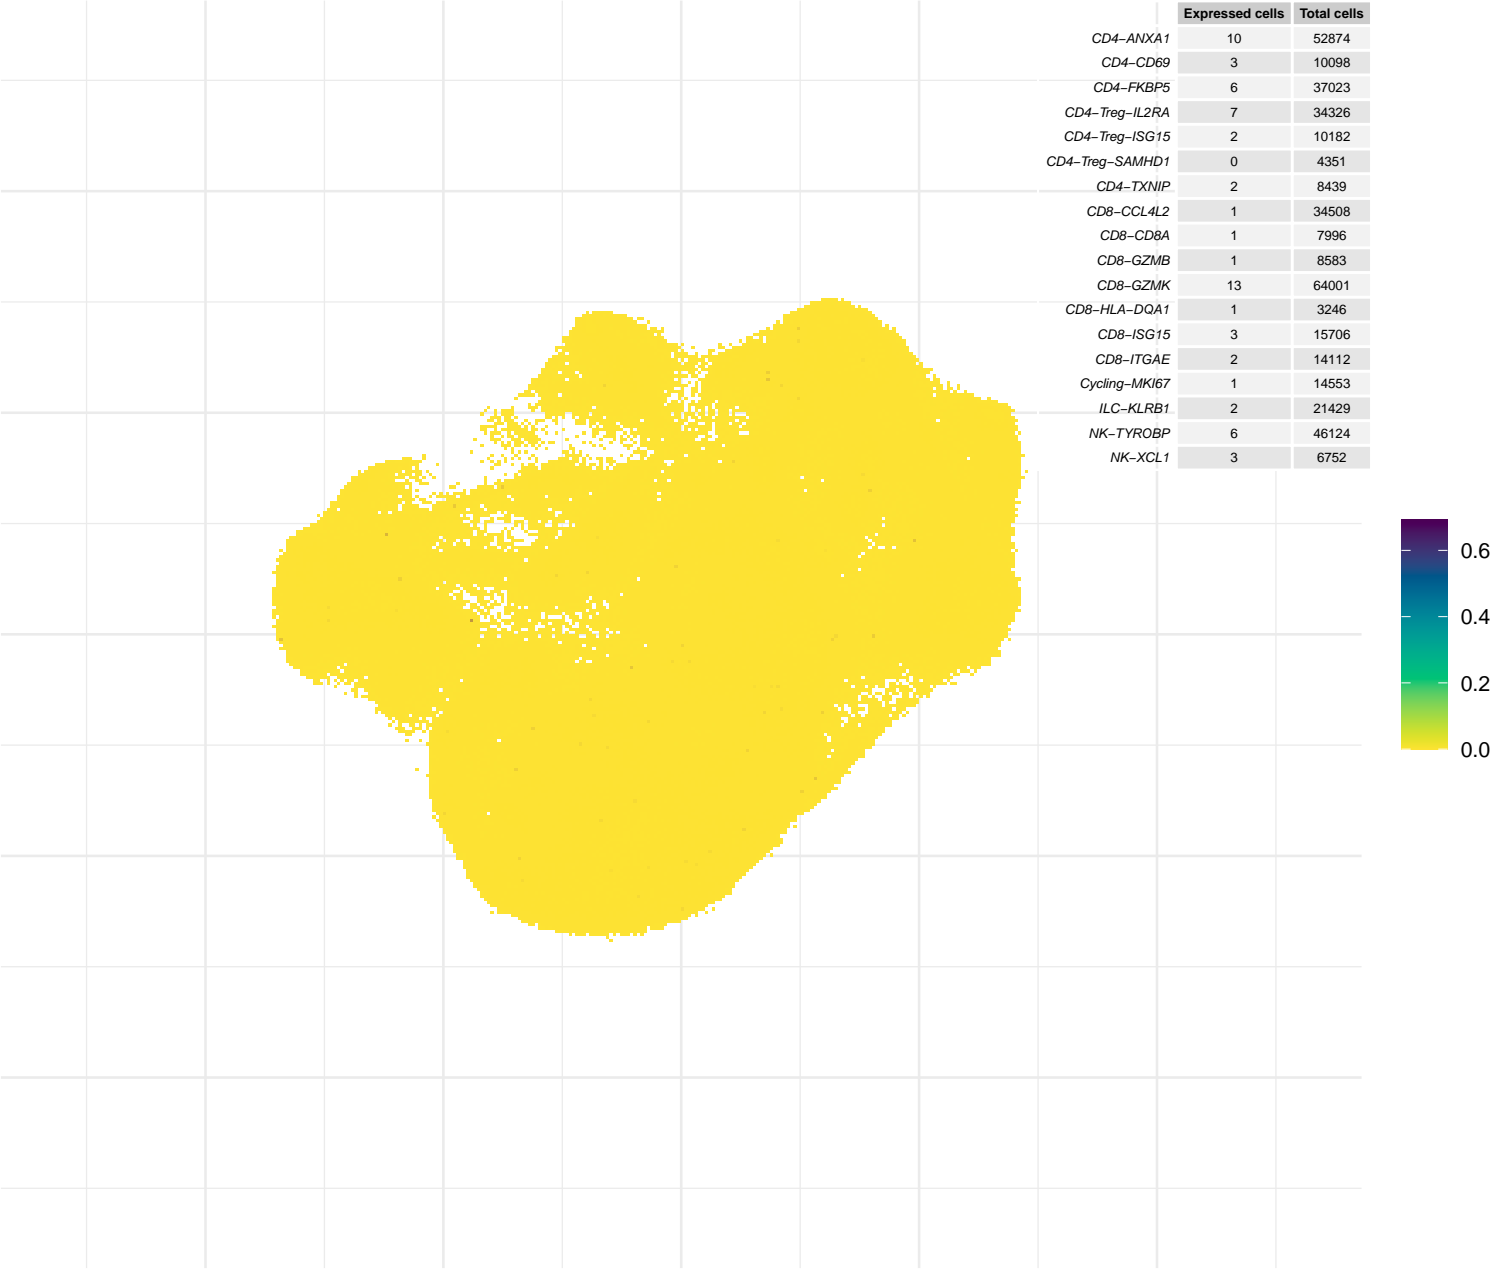 Expressed cells Total cells
CD4−ANXA1 10 52874
CD4−CD69 3 10098
CD4−FKBP5 6 37023
CD4−Treg−IL2RA 7 34326
CD4−Treg−ISG15 2 10182
CD4−Treg−SAMHD1 0 4351
CD4−TXNIP 2 8439
CD8−CCL4L2 1 34508
CD8−CD8A 1 7996
CD8−GZMB 1 8583
CD8−GZMK 13 64001
CD8−HLA−DQA1 1 3246
CD8−ISG15 3 15706
CD8−ITGAE 2 14112
Cycling−MKI67 1 14553
ILC−KLRB1 2 21429
NK−TYROBP 6 46124
NK−XCL1 3 6752
0.6
0.4
0.2
0.0